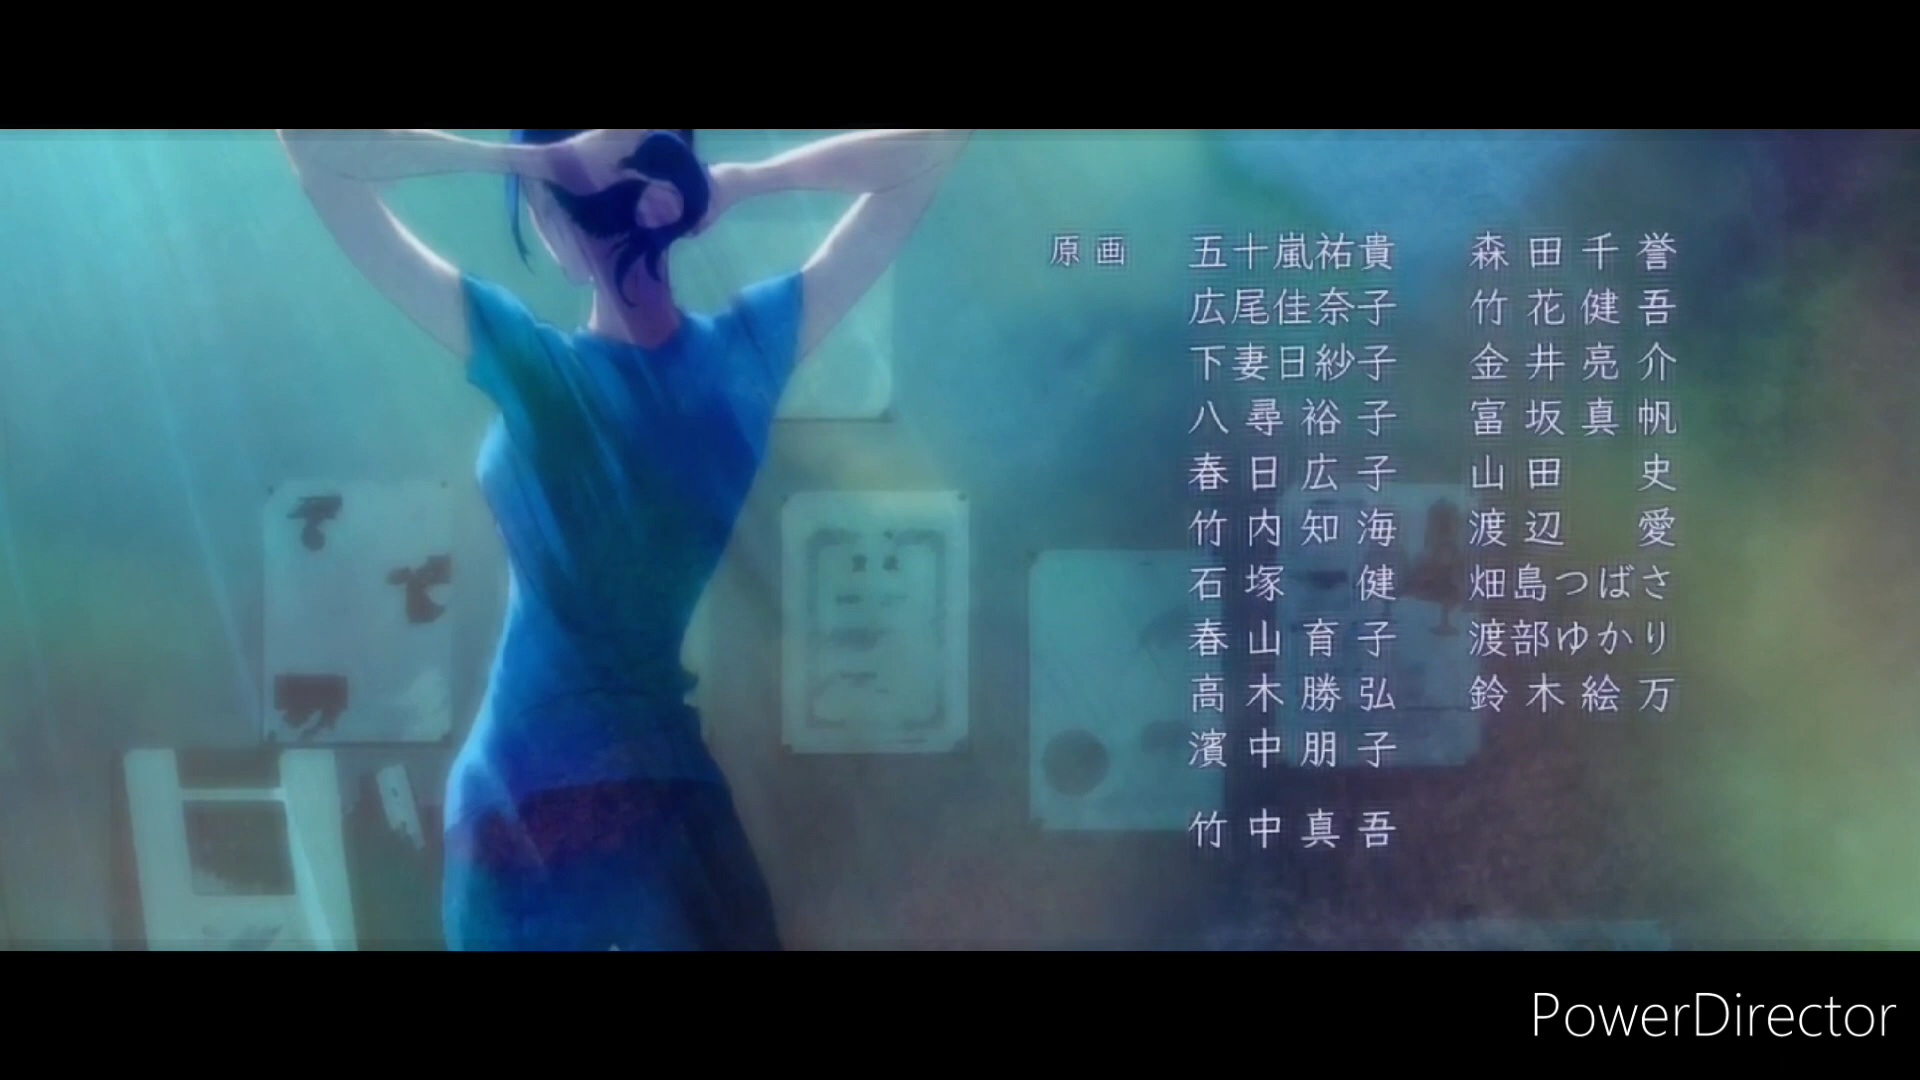 原画 五十嵐祐貴 森田千誉
広尾佳奈子 竹花健吾
下妻日紗子 金井亮介
八尋裕子 富坂真帆
春日広子 山田 史
竹内知海 渡辺 愛
石塚 健 畑島つばさ
春山育子 渡部ゆかり
高木勝弘 鈴木絵万
濱中朋子
竹中真吾
PowerDirector